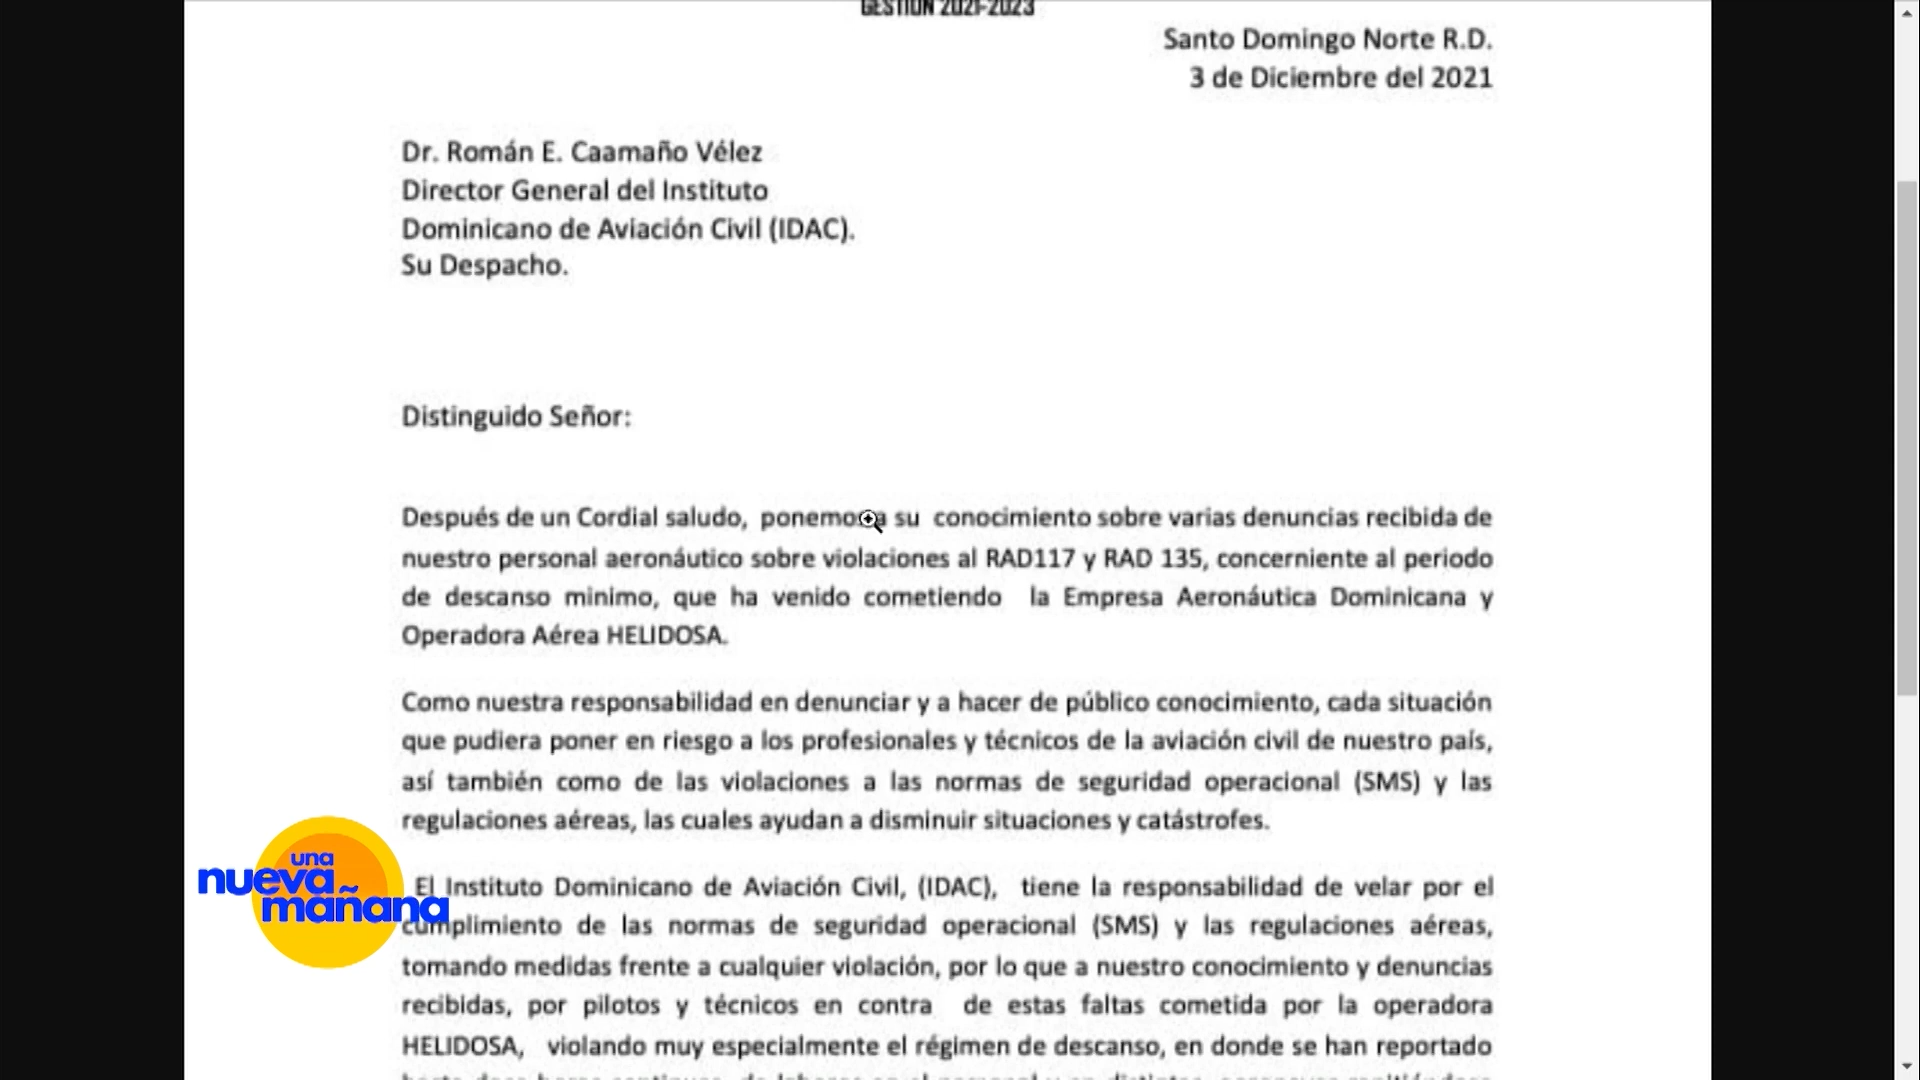 GESTIÓN 2021-2023
Santo Domingo Norte R.D.
3 de Diciembre del 2021
Dr. Román E. Caamaño Vélez
Director General del Instituto
Dominicano de Aviación Civil (IDAC).
Su Despacho.
Distinguido Señor:
Después de un Cordial saludo, ponemos a su conocimiento sobre varias denuncias recibida de
nuestro personal aeronáutico sobre violaciones al RAD117 y RAD 135, concerniente al periodo
de descanso minimo, que ha venido cometiendo la Empresa Aeronáutica Dominicana y
Operadora Aérea HELIDOSA.
Como nuestra responsabilidad en denunciar y a hacer de público conocimiento, cada situación
que pudiera poner en riesgo a los profesionales y técnicos de la aviación civil de nuestro país,
así también como de las violaciones a las normas de seguridad operacional (SMS) y las
regulaciones aéreas, las cuales ayudan a disminuir situaciones y catástrofes.
El Instituto Dominicano de Aviación Civil, (IDAC), tiene la responsabilidad de velar por el
cumplimiento de las normas de seguridad operacional (SMS) y las regulaciones aéreas,
tomando medidas frente a cualquier violación, por lo que a nuestro conocimiento y denuncias
recibidas, por pilotos y técnicos en contra de estas faltas cometida por la operadora
HELIDOSA, violando muy especialmente el régimen de descanso, en donde se han reportado
una
nueva
mañana